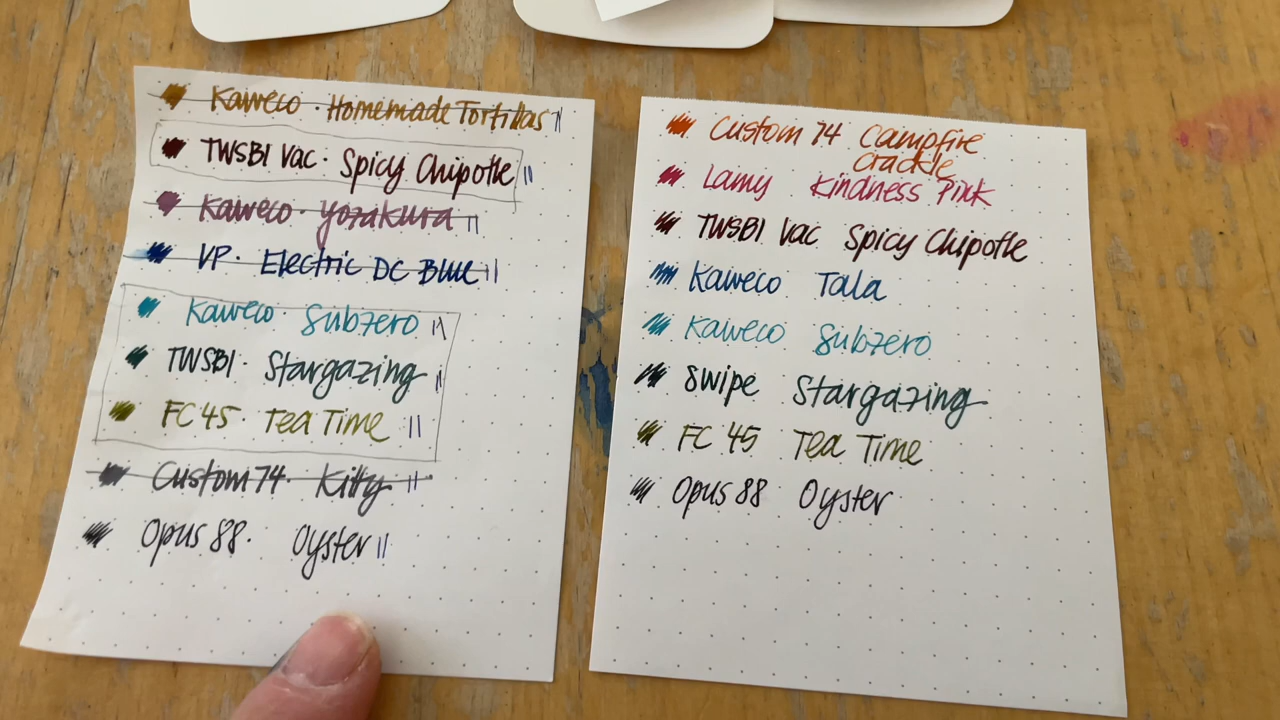 Kaweco · Homemade Tortillas
TWSBI Vac · Spicy Chipotle
Kaweco · Yozakura
VP · Electric DC Blue
Kaweco · Subzero
TWSBI · Stargazing
FC 45 · Tea Time
Custom 74 · Kitty
Opus 88 · Oyster
Custom 74 Campfire
Crackle
Lamy Kindness Pink
TWSBI Vac Spicy Chipotle
Kaweco Tala
Kaweco Subzero
Swipe Stargazing
FC 45 Tea Time
Opus 88 Oyster